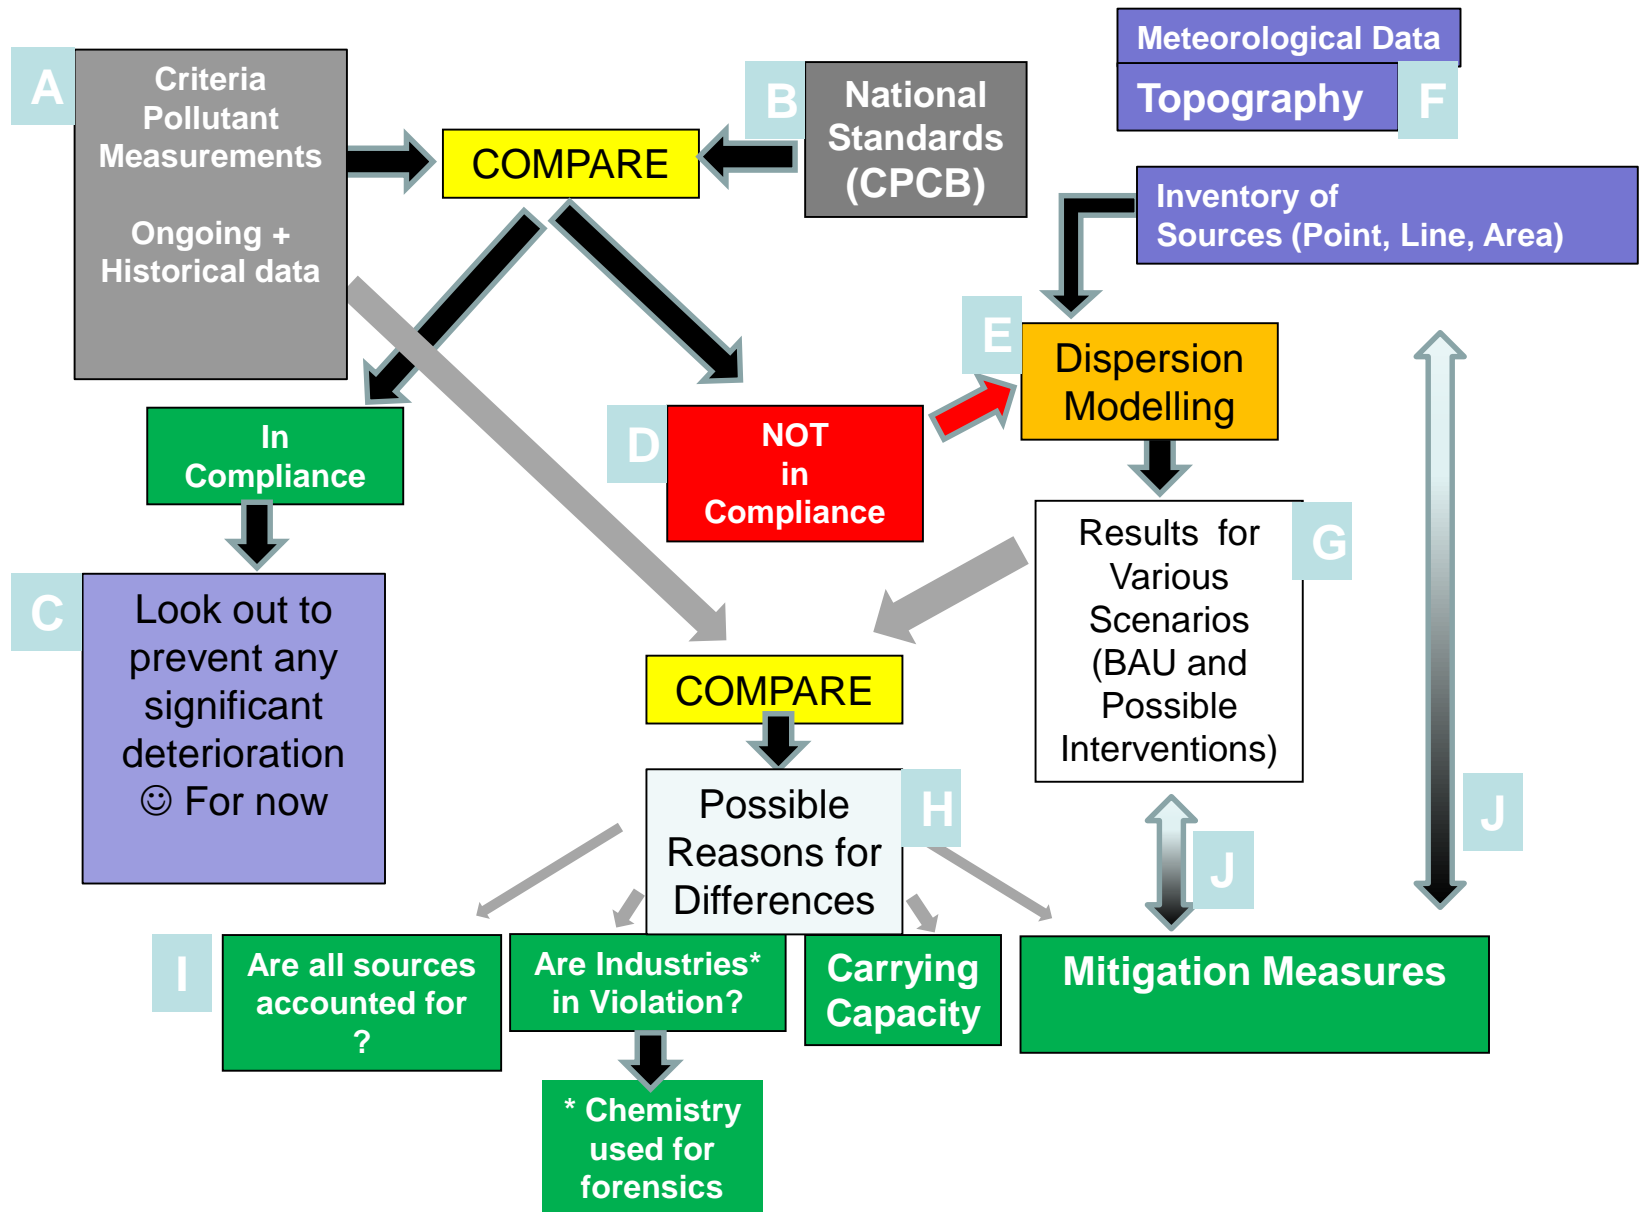 A
Criteria
Pollutant
Measurements
Ongoing +
Historical data
COMPARE
B
National
Standards
(CPCB)
Meteorological Data
Topography
F
Inventory of
Sources (Point, Line, Area)
E
Dispersion
Modelling
In
Compliance
D
NOT
in
Compliance
C
Look out to
prevent any
significant
deterioration
☺ For now
G
Results for
Various
Scenarios
(BAU and
Possible
Interventions)
COMPARE
H
Possible
Reasons for
Differences
J
J
I
Are all sources
accounted for
?
Are Industries*
in Violation?
Carrying
Capacity
Mitigation Measures
* Chemistry
used for
forensics